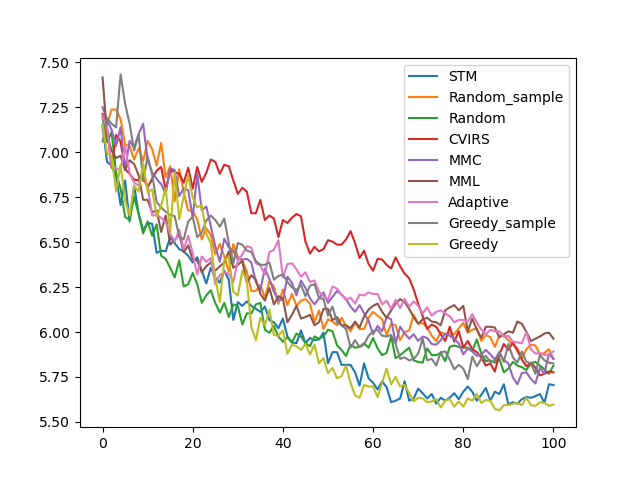 7.50
7.25
7.00
6.75
6.50
6.25
6.00
5.75
5.50
0
20
40
60
80
100
STM
Random_sample
Random
CVIRS
MMC
MML
Adaptive
Greedy_sample
Greedy